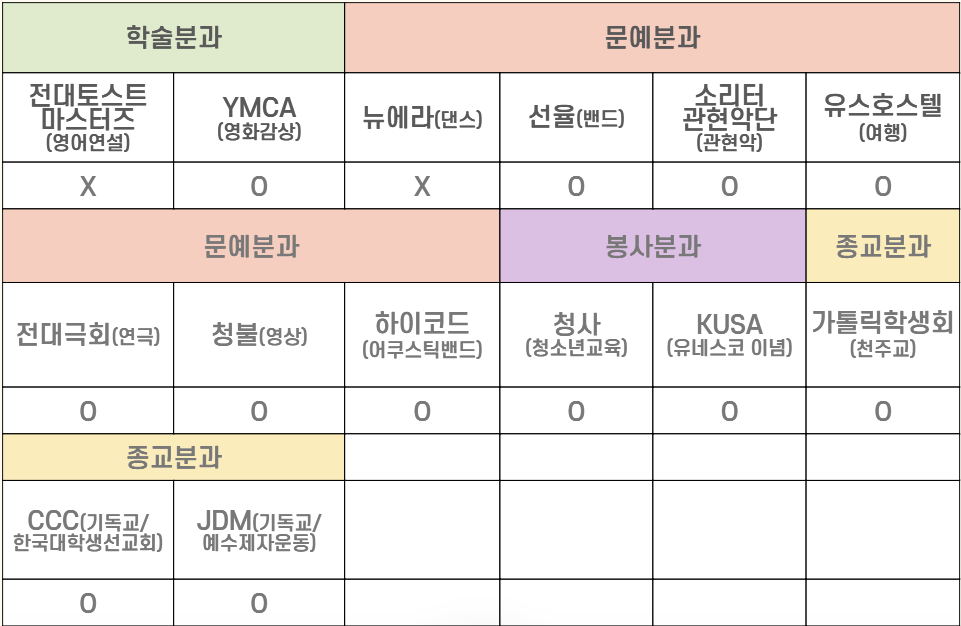 학술분과 문예분과
전대토스트
마스터즈
(영어연설)
YMCA
(영화감상)
뉴에라(댄스)
선율(밴드)
소리터
관현악단
(관현악)
유스호스텔
(여행)
X O X O O O
문예분과 봉사분과 종교분과
전대극회(연극)
청불(영상)
하이코드
(어쿠스틱밴드)
청사
(청소년교육)
KUSA
(유네스코 이념)
가톨릭학생회
(천주교)
O O O O O O
종교분과
CCC(기독교/
한국대학생선교회)
JDM(기독교/
예수제자운동)
O O